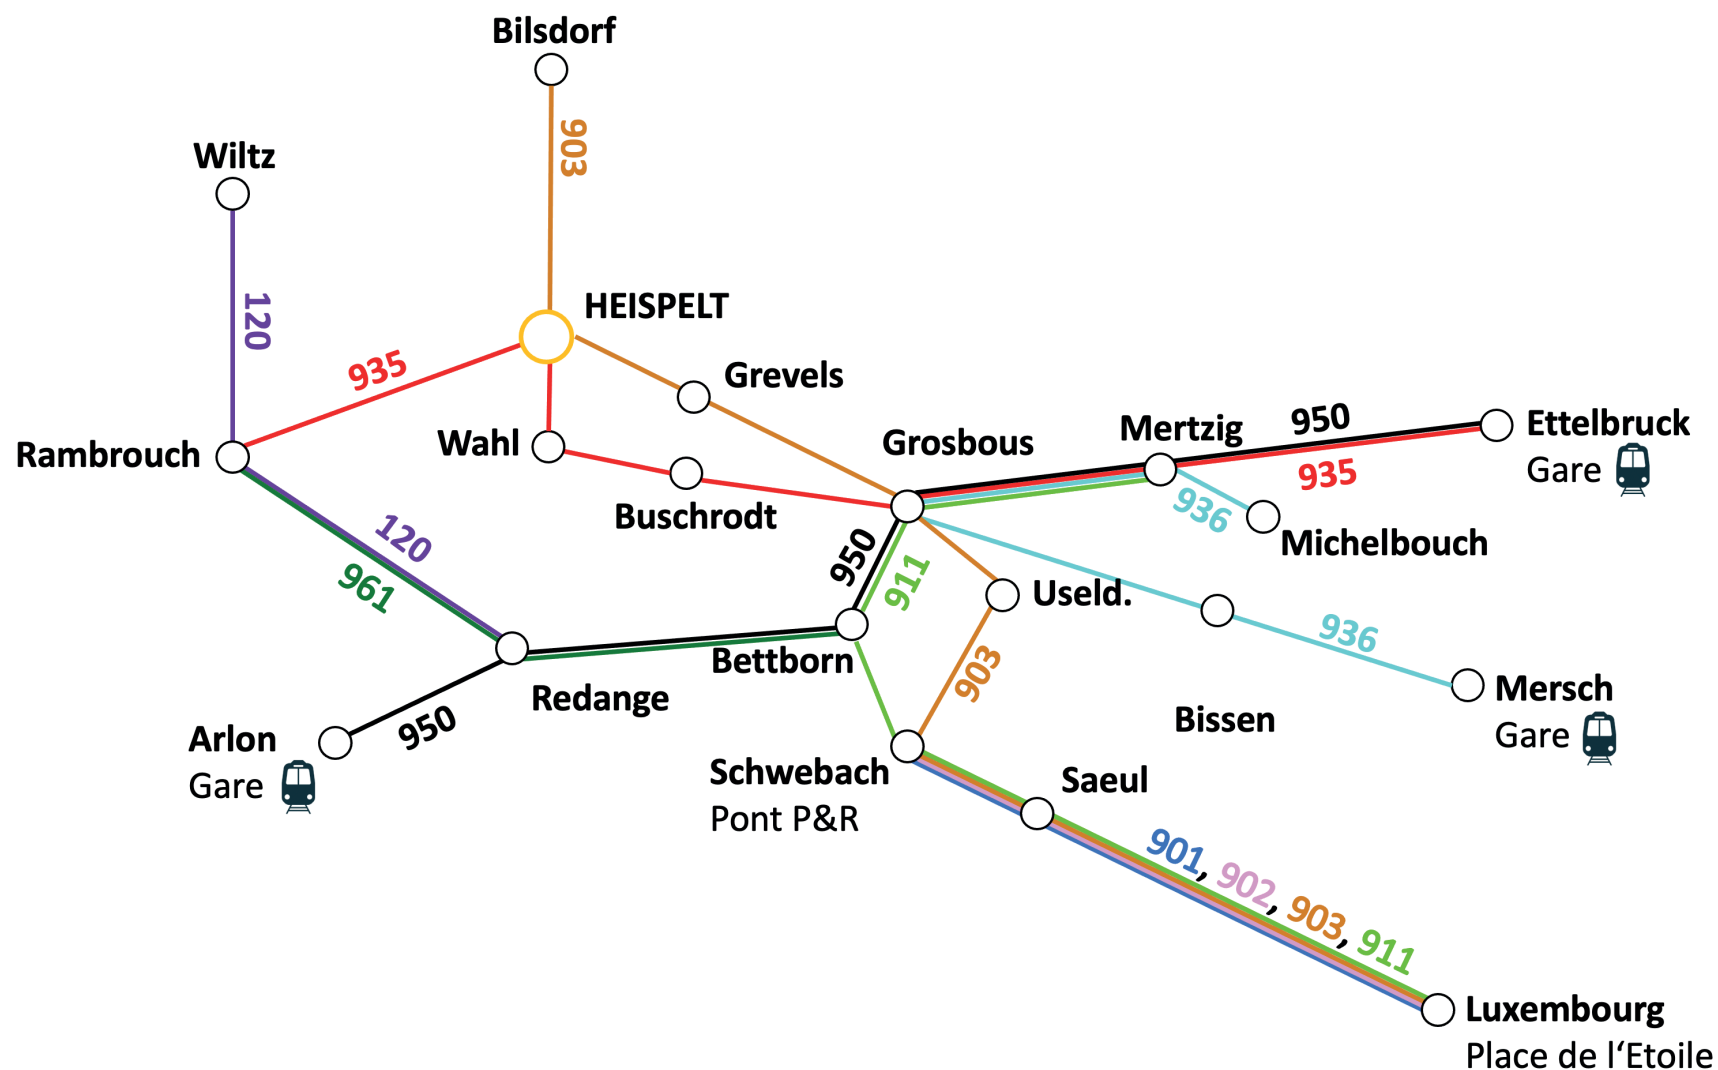 Bilsdorf
903
Wiltz
120
HEISPELT
935
Grevels
Rambrouch
Wahl
Buschrodt
Grosbous
Mertzig
950
935
Ettelbruck
Gare
936
Michelbouch
120
961
950
911
Useld.
936
Bettborn
903
Redange
Mersch
Gare
Bissen
Arlon
Gare
950
Schwebach
Pont P&R
Saeul
901, 902, 903, 911
Luxembourg
Place de l‘Etoile